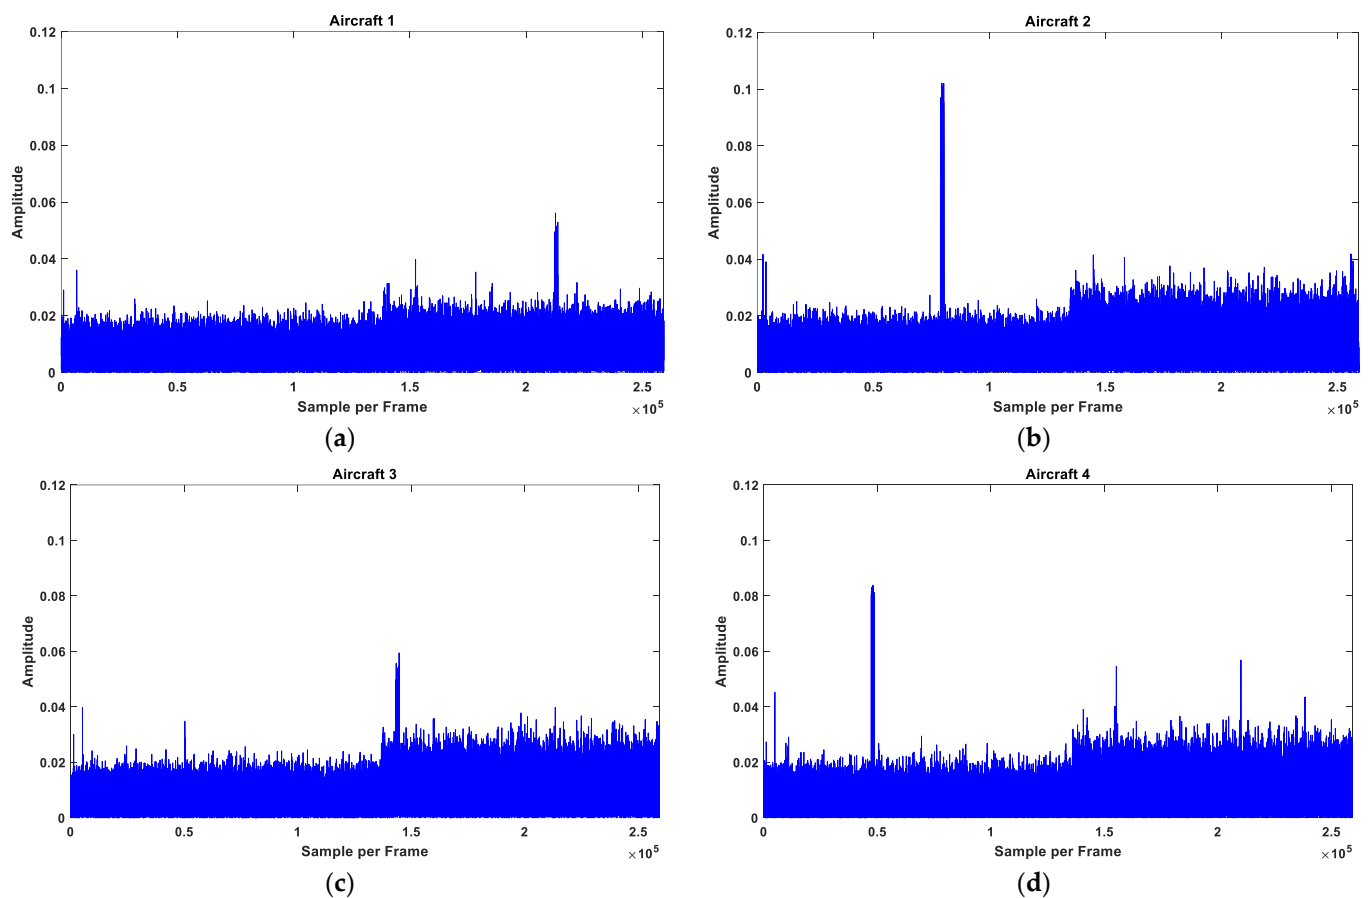 Aircraft 1
0.12
0.1
0.08
0.06
0.04
0.02
0
Amplitude
0 0.5 1 1.5 2 2.5
Sample per Frame
×10^5
(a)
Aircraft 2
0.12
0.1
0.08
0.06
0.04
0.02
0
Amplitude
0 0.5 1 1.5 2 2.5
Sample per Frame
×10^5
(b)
Aircraft 3
0.12
0.1
0.08
0.06
0.04
0.02
0
Amplitude
0 0.5 1 1.5 2 2.5
Sample per Frame
×10^5
(c)
Aircraft 4
0.12
0.1
0.08
0.06
0.04
0.02
0
Amplitude
0 0.5 1 1.5 2 2.5
Sample per Frame
×10^5
(d)